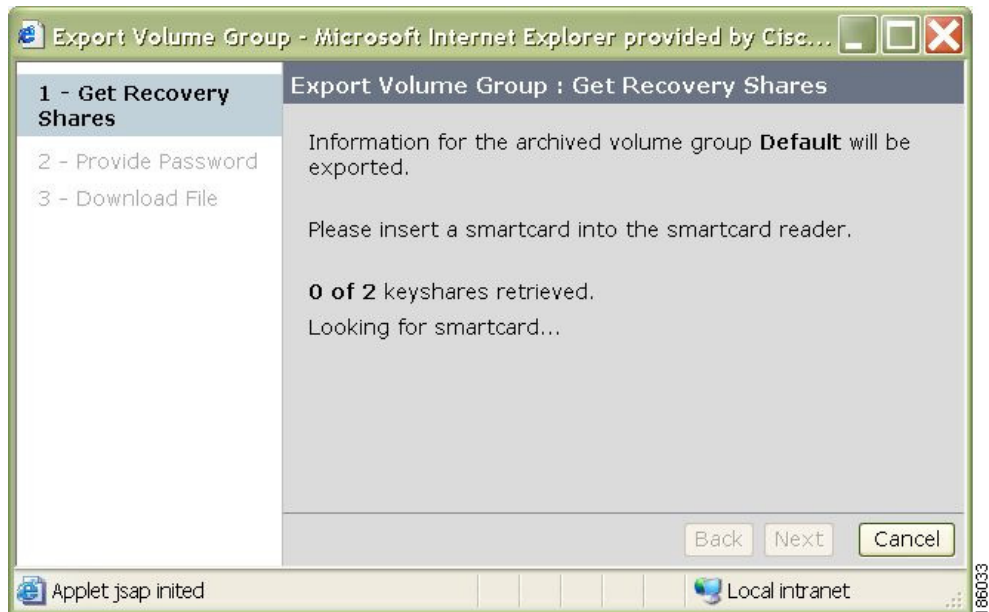 Export Volume Group - Microsoft Internet Explorer provided by Cisc...
1 - Get Recovery
Shares
2 - Provide Password
3 - Download File
Export Volume Group : Get Recovery Shares
Information for the archived volume group Default will be
exported.
Please insert a smartcard into the smartcard reader.
0 of 2 keyshares retrieved.
Looking for smartcard...
Back
Next
Cancel
Applet jsap inited
Local intranet
86033